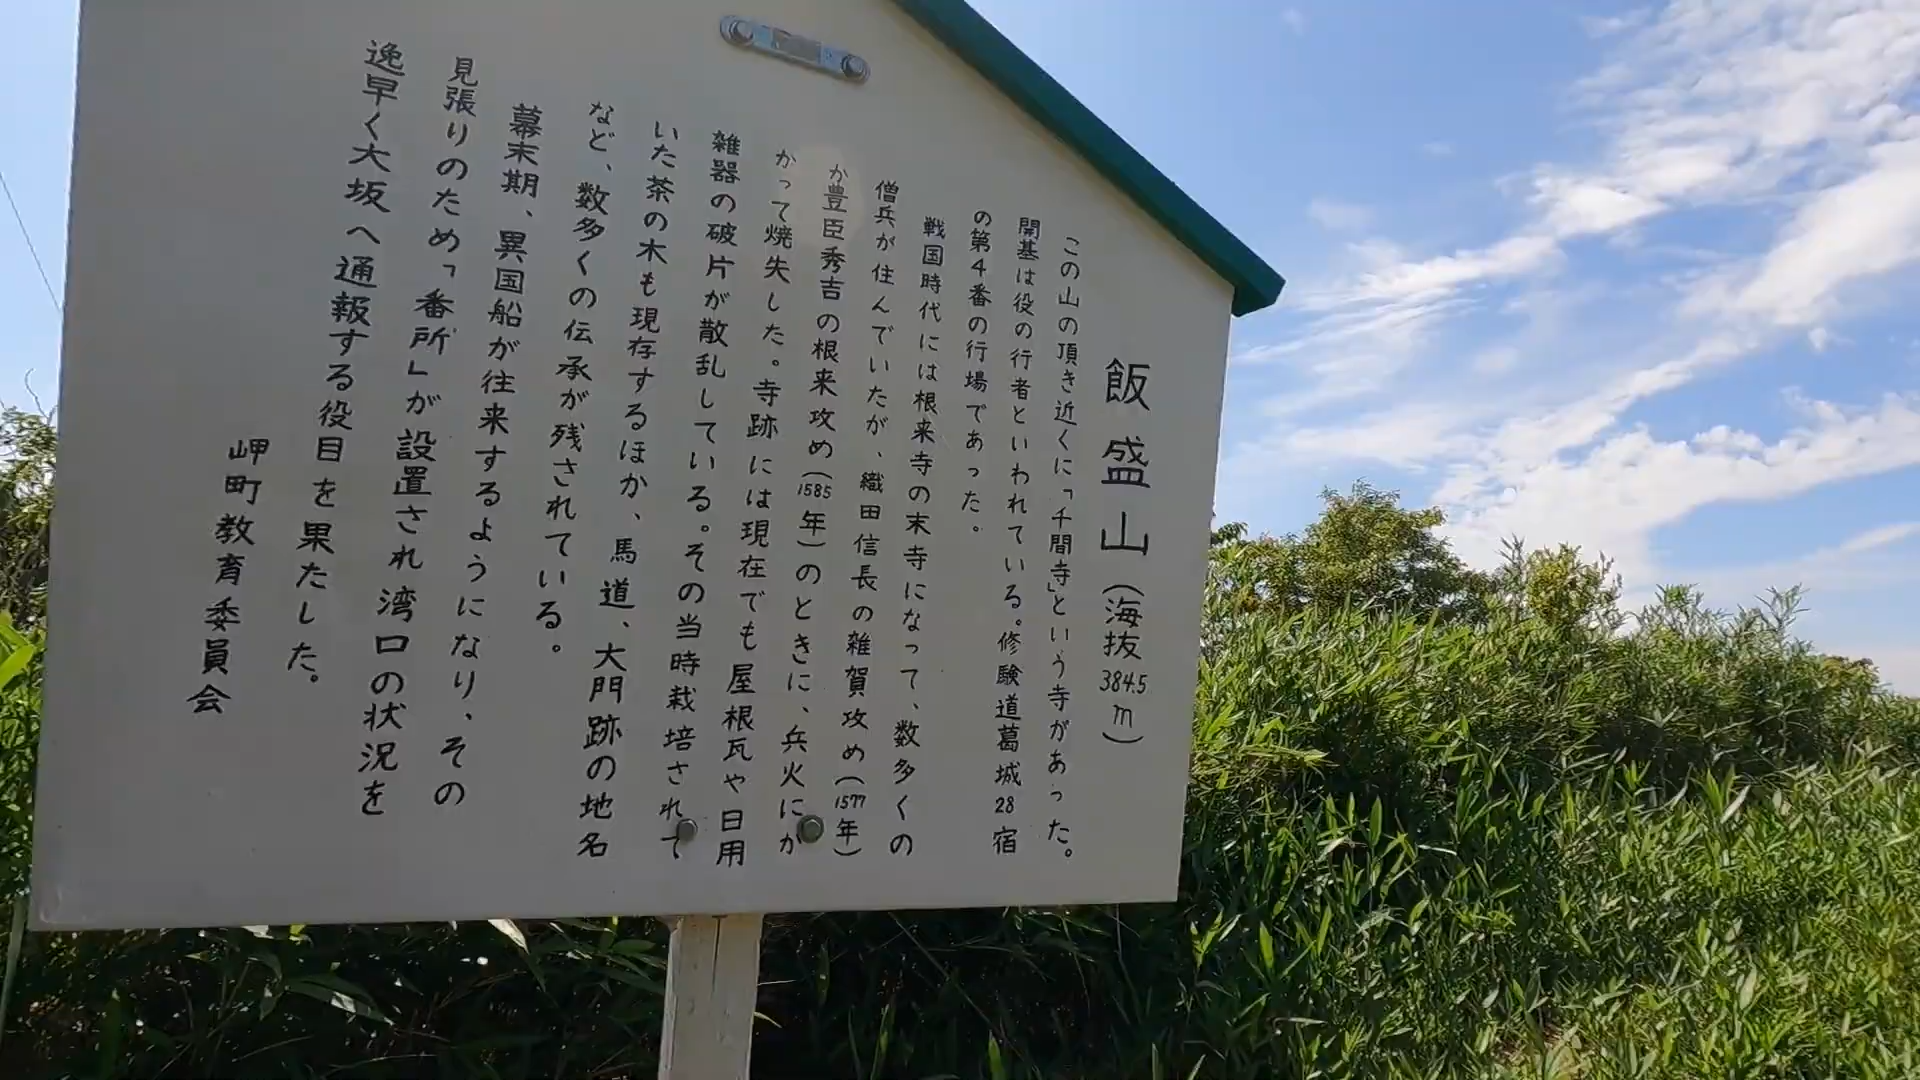 飯盛山(海抜384.5m)
この山の頂き近くに「千間寺」という寺があった。
開基は役の行者といわれている。修験道葛城28宿
の第4番の行場であった。
戦国時代には根来寺の末寺になって、数多くの
僧兵が住んでいたが、織田信長の雑賀攻め(1577年)
か豊臣秀吉の根来攻め(1585年)のときに、兵火にか
かって焼失した。寺跡には現在でも屋根瓦や日用
雑器の破片が散乱している。その当時栽培されて
いた茶の木も現存するほか、馬道、大門跡の地名
など、数多くの伝承が残されている。
幕末期、異国船が往来するようになり、その
見張りのため「番所」が設置され湾口の状況を
逸早く大坂へ通報する役目を果たした。
岬町教育委員会